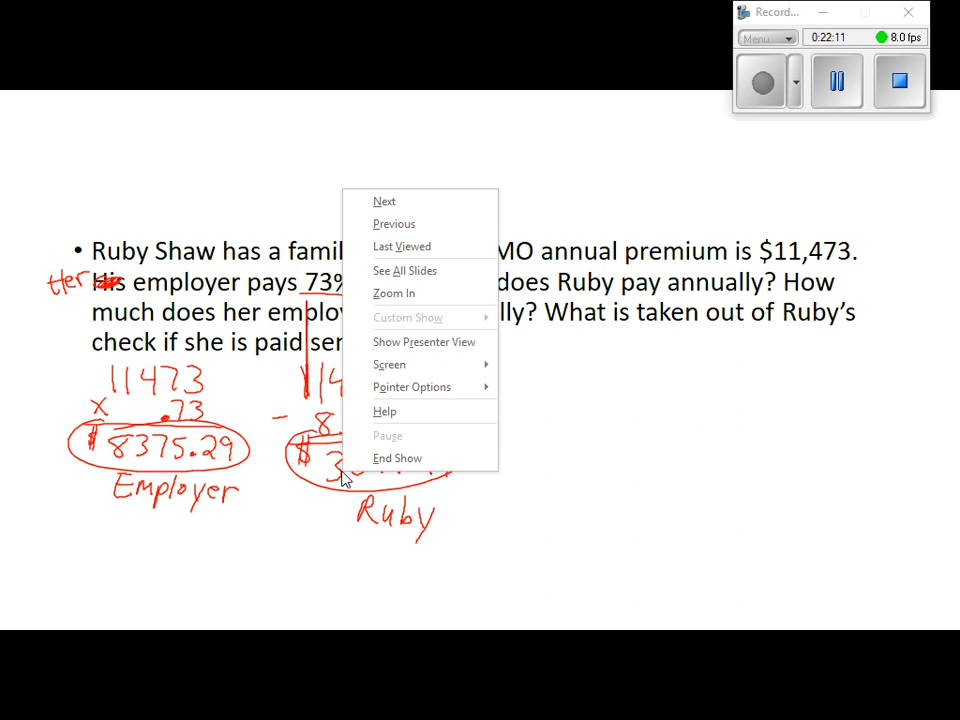 Record...
Menu
0:22:11
8.0 fps
• Ruby Shaw has a famil MO annual premium is $11,473.
Her His employer pays 73% does Ruby pay annually? How
much does her employ lly? What is taken out of Ruby's
check if she is paid sem
Next
Previous
Last Viewed
See All Slides
Zoom In
Custom Show
Show Presenter View
Screen
Pointer Options
Help
Pause
End Show
11473
x .73
$8375.29
Employer
114
- 8
$3
Ruby